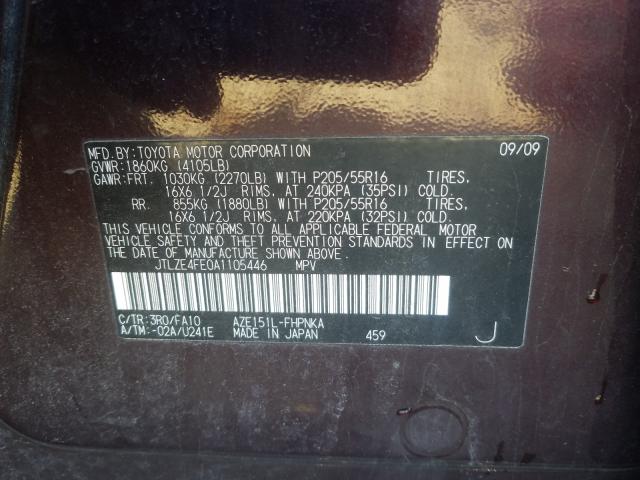 MFD.BY:TOYOTA MOTOR CORPORATION 09/09
GVWR:1860KG (4105LB)
GAWR:FRT. 1030KG (2270LB) WITH P205/55R16 TIRES,
16X6 1/2J RIMS, AT 240KPA (35PSI) COLD.
RR. 855KG (1880LB) WITH P205/55R16 TIRES,
16X6 1/2J RIMS, AT 220KPA (32PSI) COLD.
THIS VEHICLE CONFORMS TO ALL APPLICABLE FEDERAL MOTOR
VEHICLE SAFETY AND THEFT PREVENTION STANDARDS IN EFFECT ON
THE DATE OF MANUFACTURE SHOWN ABOVE.
JTLZE4FE0A1105446 MPV
C/TR:3R0/FA10 AZE151L-FHPNKA
A/TM:-02A/U241E MADE IN JAPAN 459 J